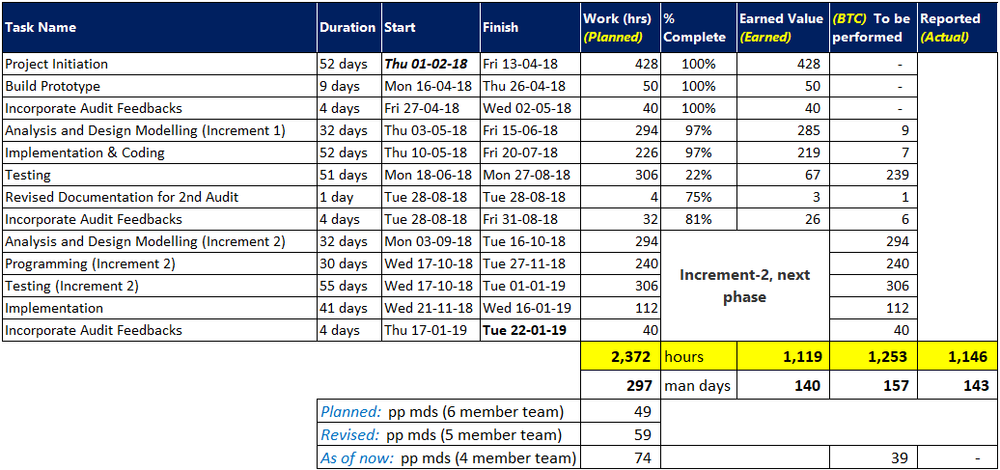 Task Name Duration Start Finish Work (hrs) (Planned) % Complete Earned Value (Earned) (BTC) To be performed Reported (Actual)
Project Initiation 52 days Thu 01-02-18 Fri 13-04-18 428 100% 428 -
Build Prototype 9 days Mon 16-04-18 Thu 26-04-18 50 100% 50 -
Incorporate Audit Feedbacks 4 days Fri 27-04-18 Wed 02-05-18 40 100% 40 -
Analysis and Design Modelling (Increment 1) 32 days Thu 03-05-18 Fri 15-06-18 294 97% 285 9
Implementation & Coding 52 days Thu 10-05-18 Fri 20-07-18 226 97% 219 7
Testing 51 days Mon 18-06-18 Mon 27-08-18 306 22% 67 239
Revised Documentation for 2nd Audit 1 day Tue 28-08-18 Tue 28-08-18 4 75% 3 1
Incorporate Audit Feedbacks 4 days Tue 28-08-18 Fri 31-08-18 32 81% 26 6
Analysis and Design Modelling (Increment 2) 32 days Mon 03-09-18 Tue 16-10-18 294 294
Programming (Increment 2) 30 days Wed 17-10-18 Tue 27-11-18 240 240
Increment-2, next phase
Testing (Increment 2) 55 days Wed 17-10-18 Tue 01-01-19 306 306
Implementation 41 days Wed 21-11-18 Wed 16-01-19 112 112
Incorporate Audit Feedbacks 4 days Thu 17-01-19 Tue 22-01-19 40 40
2,372 hours 1,119 1,253 1,146
297 man days 140 157 143
Planned: pp mds (6 member team) 49
Revised: pp mds (5 member team) 59
As of now: pp mds (4 member team) 74 39 -